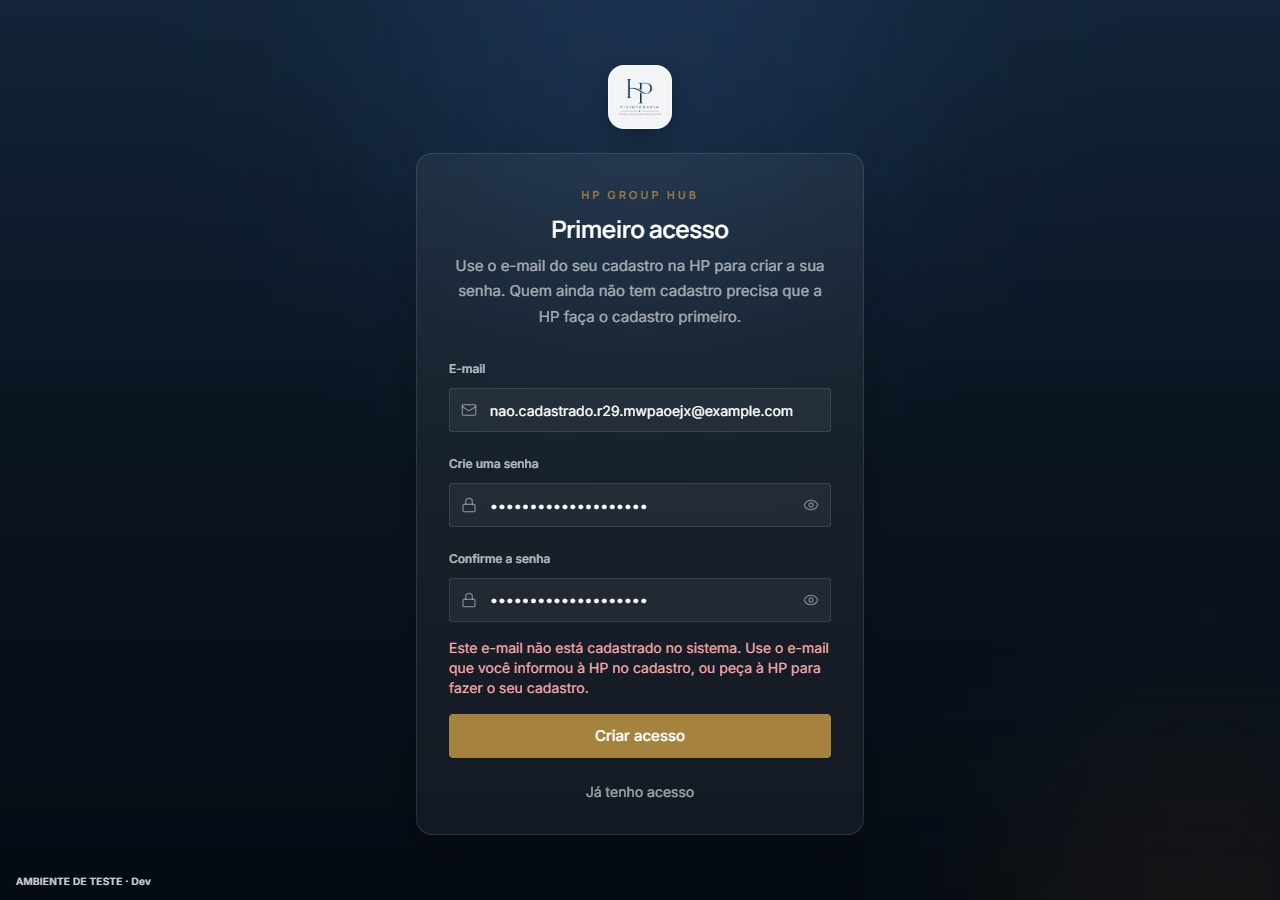 HP
FISIOTERAPIA
HP GROUP HUB
Primeiro acesso
Use o e-mail do seu cadastro na HP para criar a sua
senha. Quem ainda não tem cadastro precisa que a
HP faça o cadastro primeiro.
E-mail
nao.cadastrado.r29.mwpaoejx@example.com
Crie uma senha
••••••••••••••••••••
Confirme a senha
••••••••••••••••••••
Este e-mail não está cadastrado no sistema. Use o e-mail
que você informou à HP no cadastro, ou peça à HP para
fazer o seu cadastro.
Criar acesso
Já tenho acesso
AMBIENTE DE TESTE · Dev